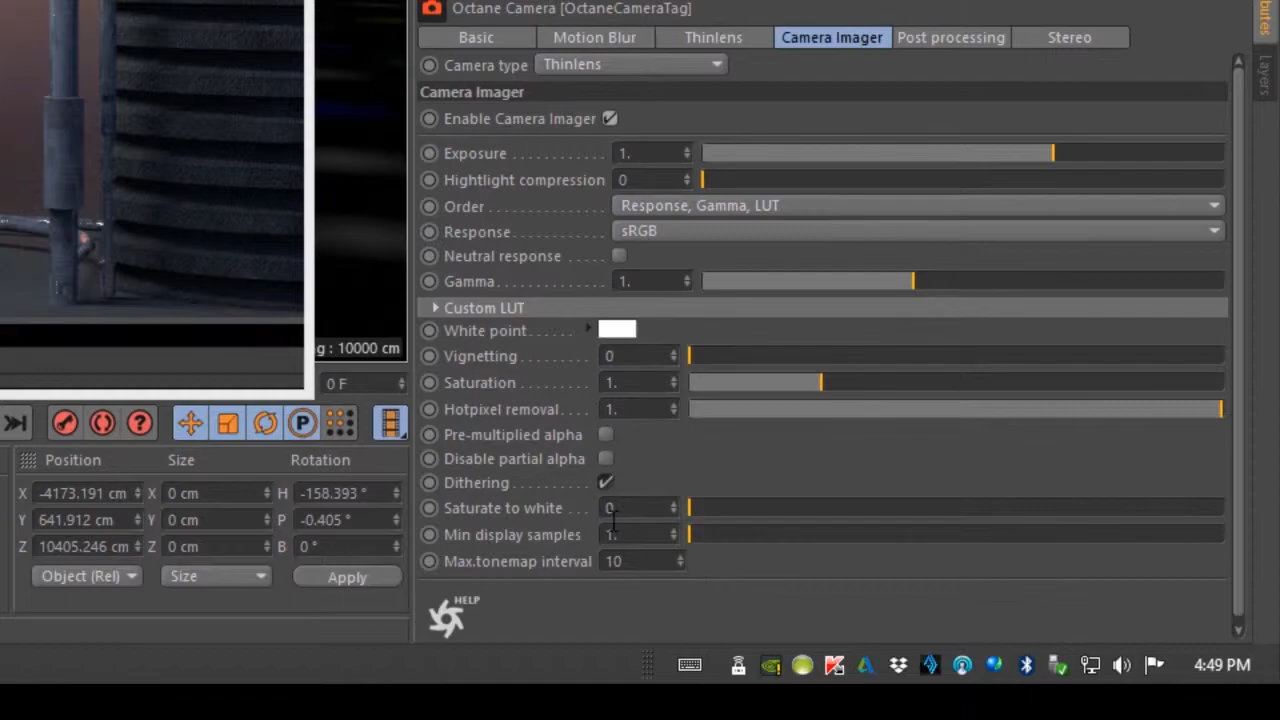 Octane Camera [OctaneCameraTag]
Basic Motion Blur Thinlens Camera Imager Post processing Stereo
Camera type Thinlens
Camera Imager
Enable Camera Imager
Exposure 1.
Hightlight compression 0
Order Response, Gamma, LUT
Response sRGB
Neutral response
Gamma 1.
Custom LUT
White point
Vignetting 0
Saturation 1.
Hotpixel removal 1.
Pre-multiplied alpha
Disable partial alpha
Dithering
Saturate to white 0
Min display samples 1.
Max.tonemap interval 10
HELP
Layers
g : 10000 cm
0 F
P
Position Size Rotation
X -4173.191 cm X 0 cm H -158.393 °
Y 641.912 cm Y 0 cm P -0.405 °
Z 10405.246 cm Z 0 cm B 0 °
Object (Rel) Size Apply
4:49 PM